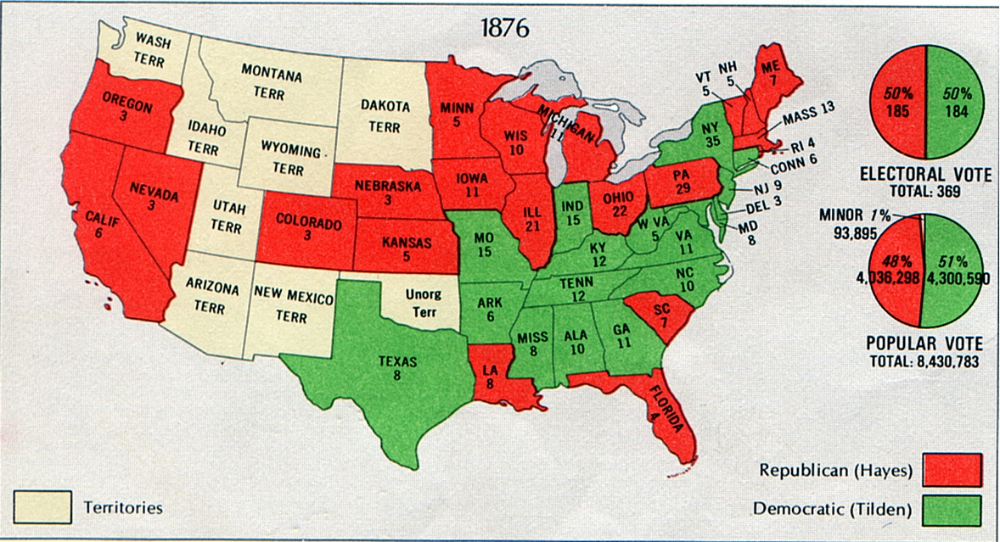 1876
WASH
TERR
MONTANA
TERR
DAKOTA
TERR
OREGON
3
IDAHO
TERR
WYOMING
TERR
MINN
5
WIS
10
MICHIGAN
11
VT
5
NH
5
ME
7
MASS 13
NY
35
RI 4
CONN 6
NEVADA
3
CALIF
6
UTAH
TERR
COLORADO
3
NEBRASKA
3
KANSAS
5
IOWA
11
ILL
21
IND
15
OHIO
22
PA
29
NJ 9
DEL 3
MD
8
W VA
5
VA
11
MO
15
KY
12
ARIZONA
TERR
NEW MEXICO
TERR
Unorg
Terr
TEXAS
8
ARK
6
TENN
12
NC
10
SC
7
MISS
8
ALA
10
GA
11
LA
8
FLORIDA
4
50%
185
50%
184
ELECTORAL VOTE
TOTAL: 369
MINOR 1%
93,895
48%
4,036,298
51%
4,300,590
POPULAR VOTE
TOTAL: 8,430,783
Republican (Hayes)
Democratic (Tilden)
Territories